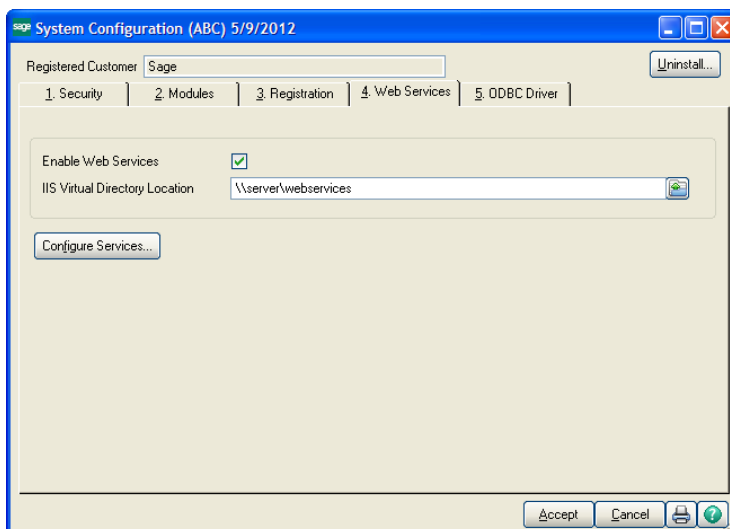 sage System Configuration (ABC) 5/9/2012
Registered Customer Sage Uninstall...
1. Security 2. Modules 3. Registration 4. Web Services 5. ODBC Driver
Enable Web Services
IIS Virtual Directory Location \\server\webservices
Configure Services...
Accept Cancel ?